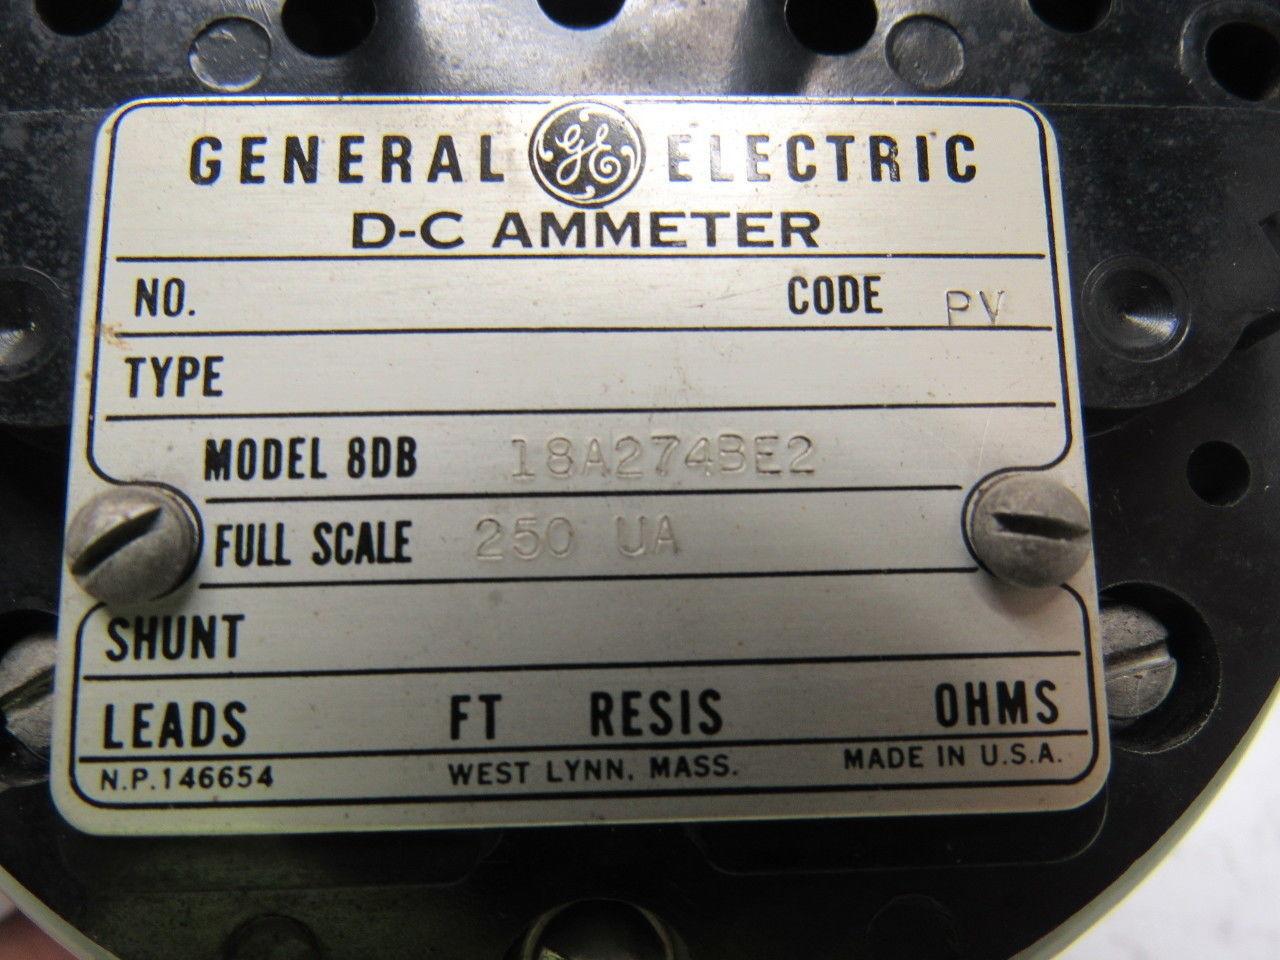 GENERAL GE ELECTRIC
D-C AMMETER
NO. CODE PV
TYPE
MODEL 8DB 18A274BE2
FULL SCALE 250 UA
SHUNT
LEADS FT RESIS OHMS
N.P.146654 WEST LYNN, MASS. MADE IN U.S.A.